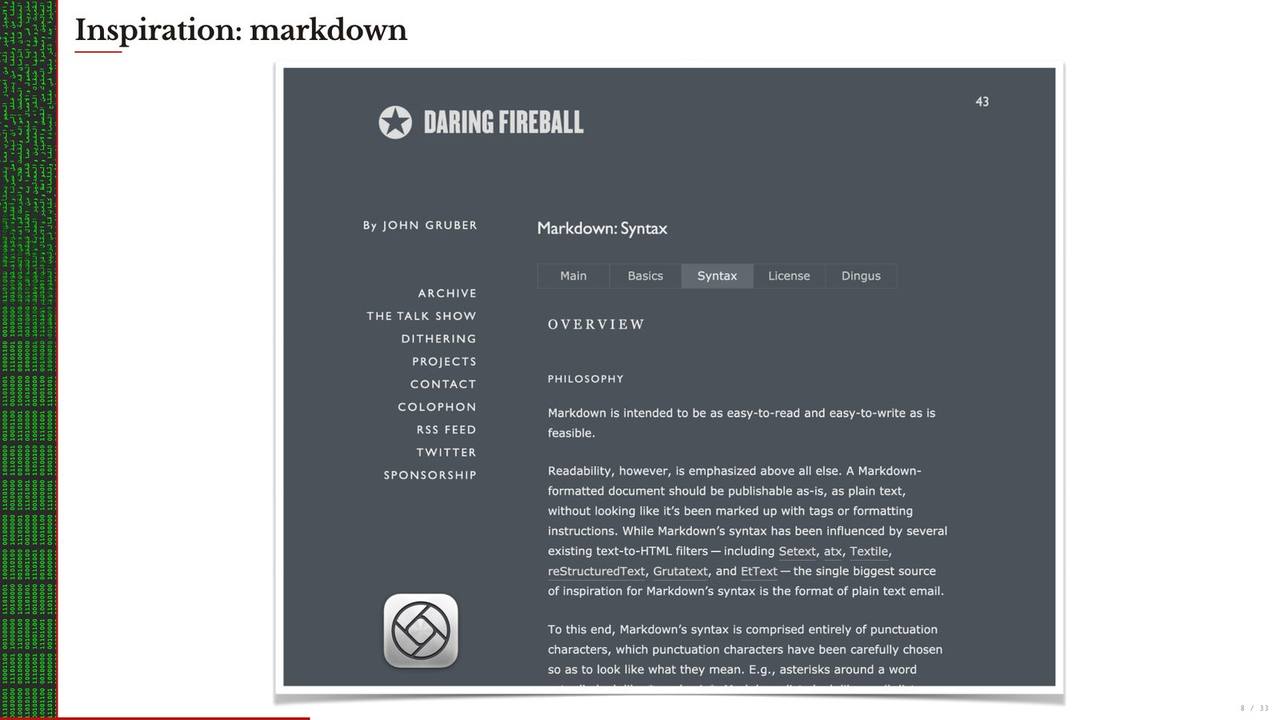 Inspiration: markdown
DARING FIREBALL
43
By JOHN GRUBER
ARCHIVE
THE TALK SHOW
DITHERING
PROJECTS
CONTACT
COLOPHON
RSS FEED
TWITTER
SPONSORSHIP
Markdown: Syntax
Main Basics Syntax License Dingus
OVERVIEW
PHILOSOPHY
Markdown is intended to be as easy-to-read and easy-to-write as is
feasible.
Readability, however, is emphasized above all else. A Markdown-
formatted document should be publishable as-is, as plain text,
without looking like it’s been marked up with tags or formatting
instructions. While Markdown’s syntax has been influenced by several
existing text-to-HTML filters — including Setext, atx, Textile,
reStructuredText, Grutatext, and EtText — the single biggest source
of inspiration for Markdown’s syntax is the format of plain text email.
To this end, Markdown’s syntax is comprised entirely of punctuation
characters, which punctuation characters have been carefully chosen
so as to look like what they mean. E.g., asterisks around a word
8 / 33